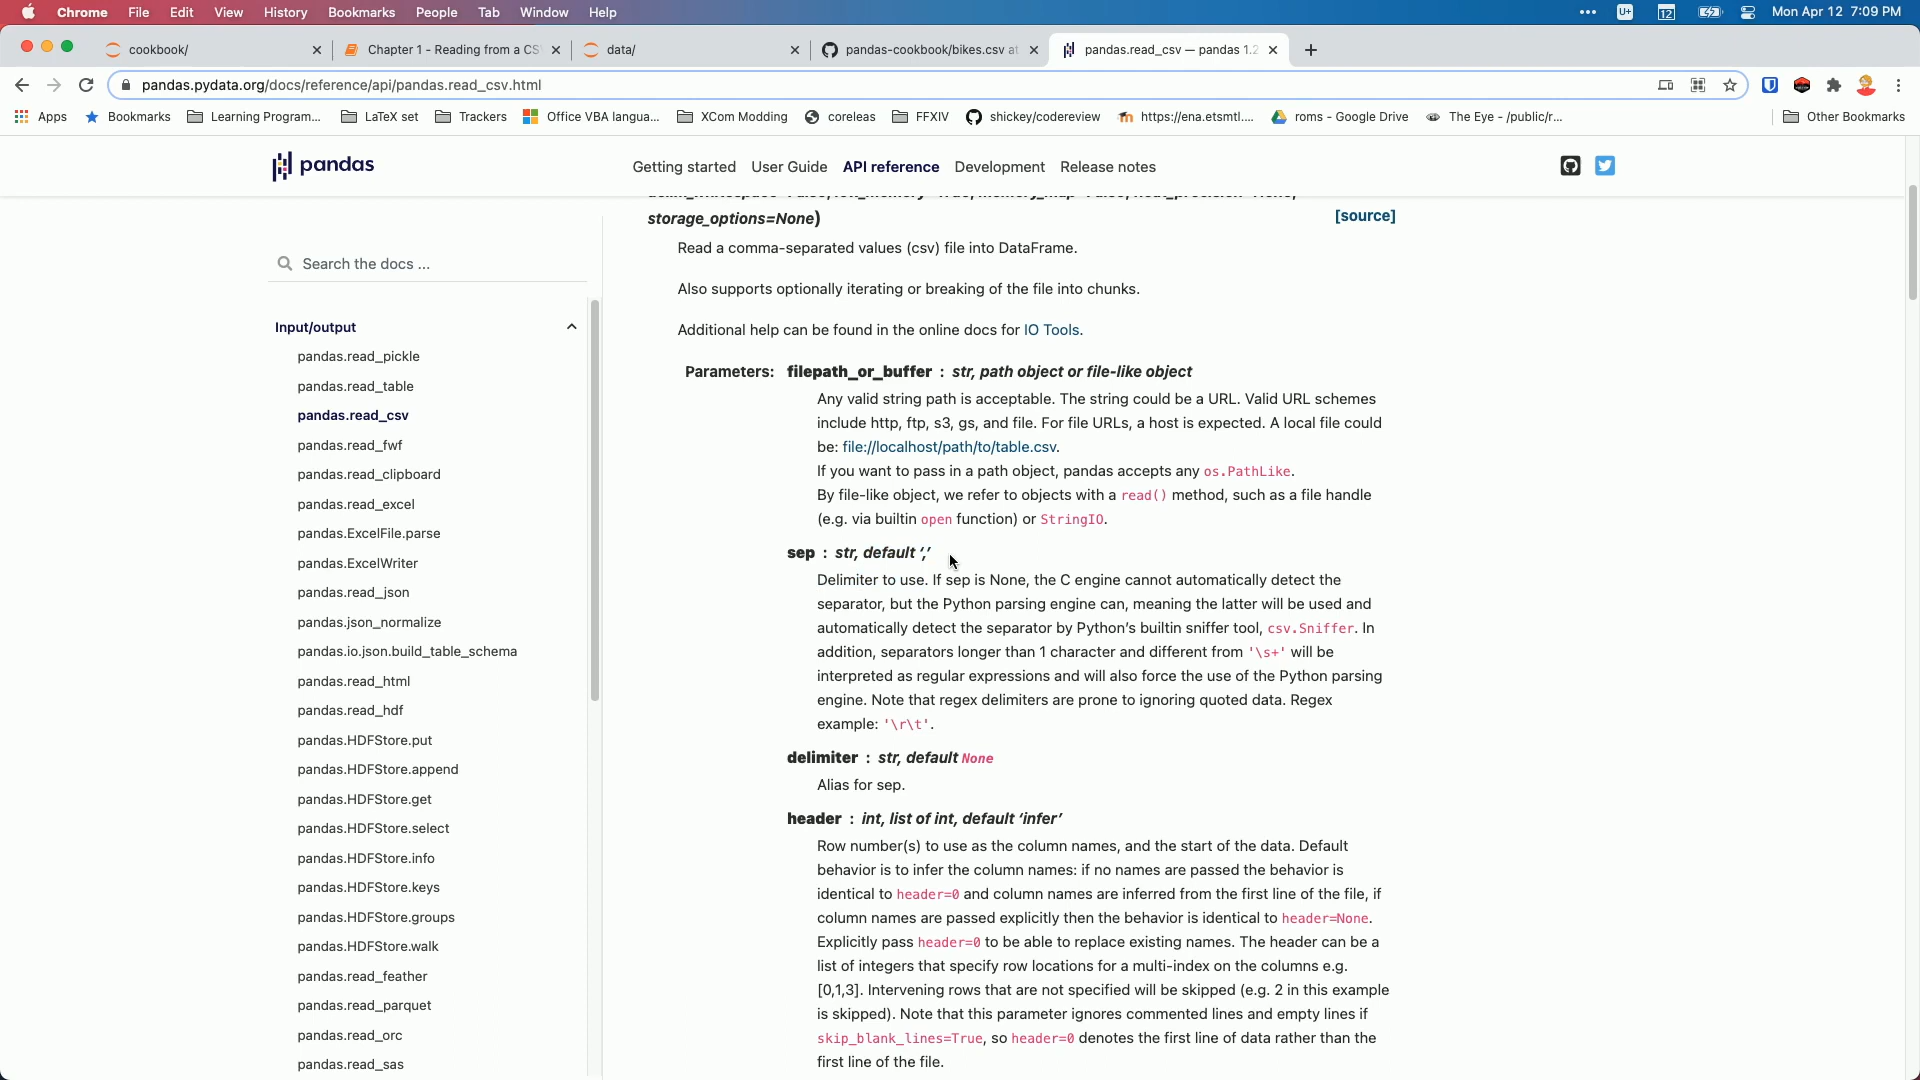 Chrome File Edit View History Bookmarks People Tab Window Help
U+ 12 Mon Apr 12 7:09 PM
cookbook/ Chapter 1 - Reading from a CS data/ pandas-cookbook/bikes.csv at pandas.read_csv — pandas 1.2
pandas.pydata.org/docs/reference/api/pandas.read_csv.html
Apps Bookmarks Learning Program... LaTeX set Trackers Office VBA langua... XCom Modding coreleas FFXIV shickey/codereview https://ena.etsmtl.... roms - Google Drive The Eye - /public/r... Other Bookmarks
pandas
Getting started User Guide API reference Development Release notes
Search the docs ...
Input/output
pandas.read_pickle
pandas.read_table
pandas.read_csv
pandas.read_fwf
pandas.read_clipboard
pandas.read_excel
pandas.ExcelFile.parse
pandas.ExcelWriter
pandas.read_json
pandas.json_normalize
pandas.io.json.build_table_schema
pandas.read_html
pandas.read_hdf
pandas.HDFStore.put
pandas.HDFStore.append
pandas.HDFStore.get
pandas.HDFStore.select
pandas.HDFStore.info
pandas.HDFStore.keys
pandas.HDFStore.groups
pandas.HDFStore.walk
pandas.read_feather
pandas.read_parquet
pandas.read_orc
pandas.read_sas
storage_options=None) [source]
Read a comma-separated values (csv) file into DataFrame.
Also supports optionally iterating or breaking of the file into chunks.
Additional help can be found in the online docs for IO Tools.
Parameters: filepath_or_buffer : str, path object or file-like object
Any valid string path is acceptable. The string could be a URL. Valid URL schemes
include http, ftp, s3, gs, and file. For file URLs, a host is expected. A local file could
be: file://localhost/path/to/table.csv.
If you want to pass in a path object, pandas accepts any os.PathLike.
By file-like object, we refer to objects with a read() method, such as a file handle
(e.g. via builtin open function) or StringIO.
sep : str, default ‘,’
Delimiter to use. If sep is None, the C engine cannot automatically detect the
separator, but the Python parsing engine can, meaning the latter will be used and
automatically detect the separator by Python’s builtin sniffer tool, csv.Sniffer. In
addition, separators longer than 1 character and different from '\s+' will be
interpreted as regular expressions and will also force the use of the Python parsing
engine. Note that regex delimiters are prone to ignoring quoted data. Regex
example: '\r\t'.
delimiter : str, default None
Alias for sep.
header : int, list of int, default ‘infer’
Row number(s) to use as the column names, and the start of the data. Default
behavior is to infer the column names: if no names are passed the behavior is
identical to header=0 and column names are inferred from the first line of the file, if
column names are passed explicitly then the behavior is identical to header=None.
Explicitly pass header=0 to be able to replace existing names. The header can be a
list of integers that specify row locations for a multi-index on the columns e.g.
[0,1,3]. Intervening rows that are not specified will be skipped (e.g. 2 in this example
is skipped). Note that this parameter ignores commented lines and empty lines if
skip_blank_lines=True, so header=0 denotes the first line of data rather than the
first line of the file.